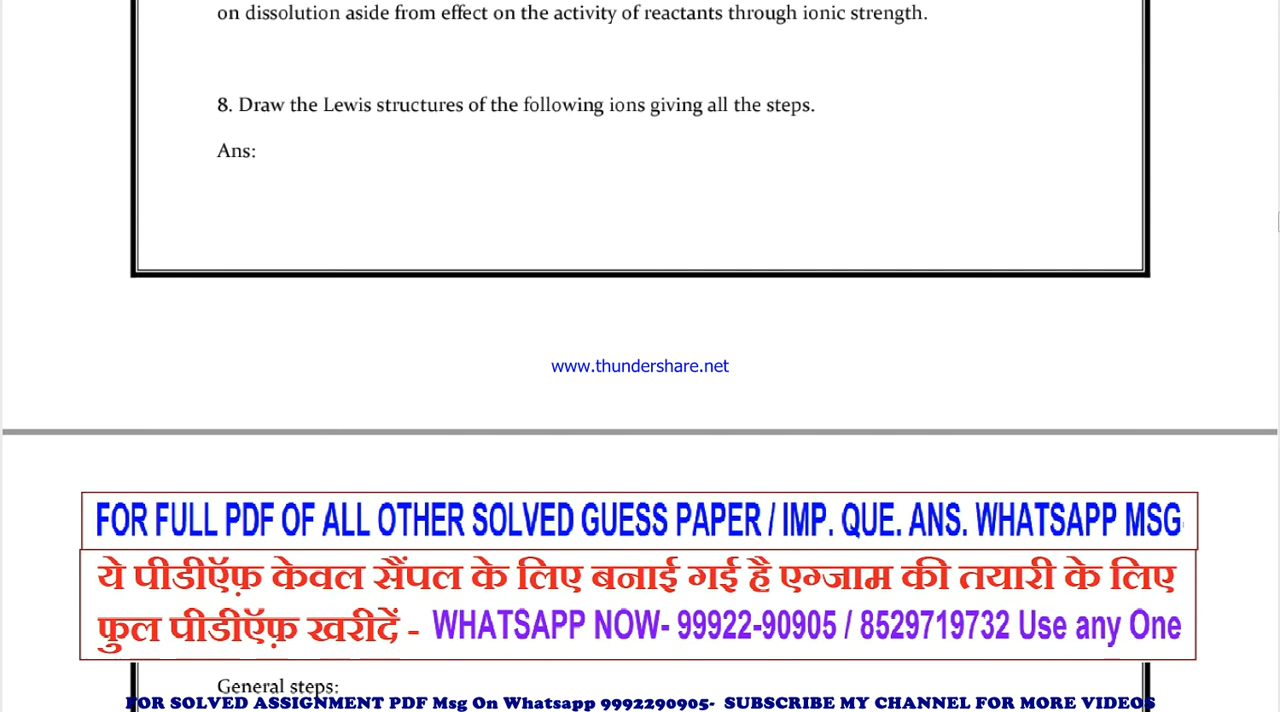 on dissolution aside from effect on the activity of reactants through ionic strength.
8. Draw the Lewis structures of the following ions giving all the steps.
Ans:
www.thundershare.net
FOR FULL PDF OF ALL OTHER SOLVED GUESS PAPER / IMP. QUE. ANS. WHATSAPP MSG
ये पीडीऍफ़ केवल सैंपल के लिए बनाई गई है एग्जाम की तयारी के लिए
फुल पीडीऍफ़ खरीदें - WHATSAPP NOW- 99922-90905 / 8529719732 Use any One
General steps:
FOR SOLVED ASSIGNMENT PDF Msg On Whatsapp 9992290905- SUBSCRIBE MY CHANNEL FOR MORE VIDEOS